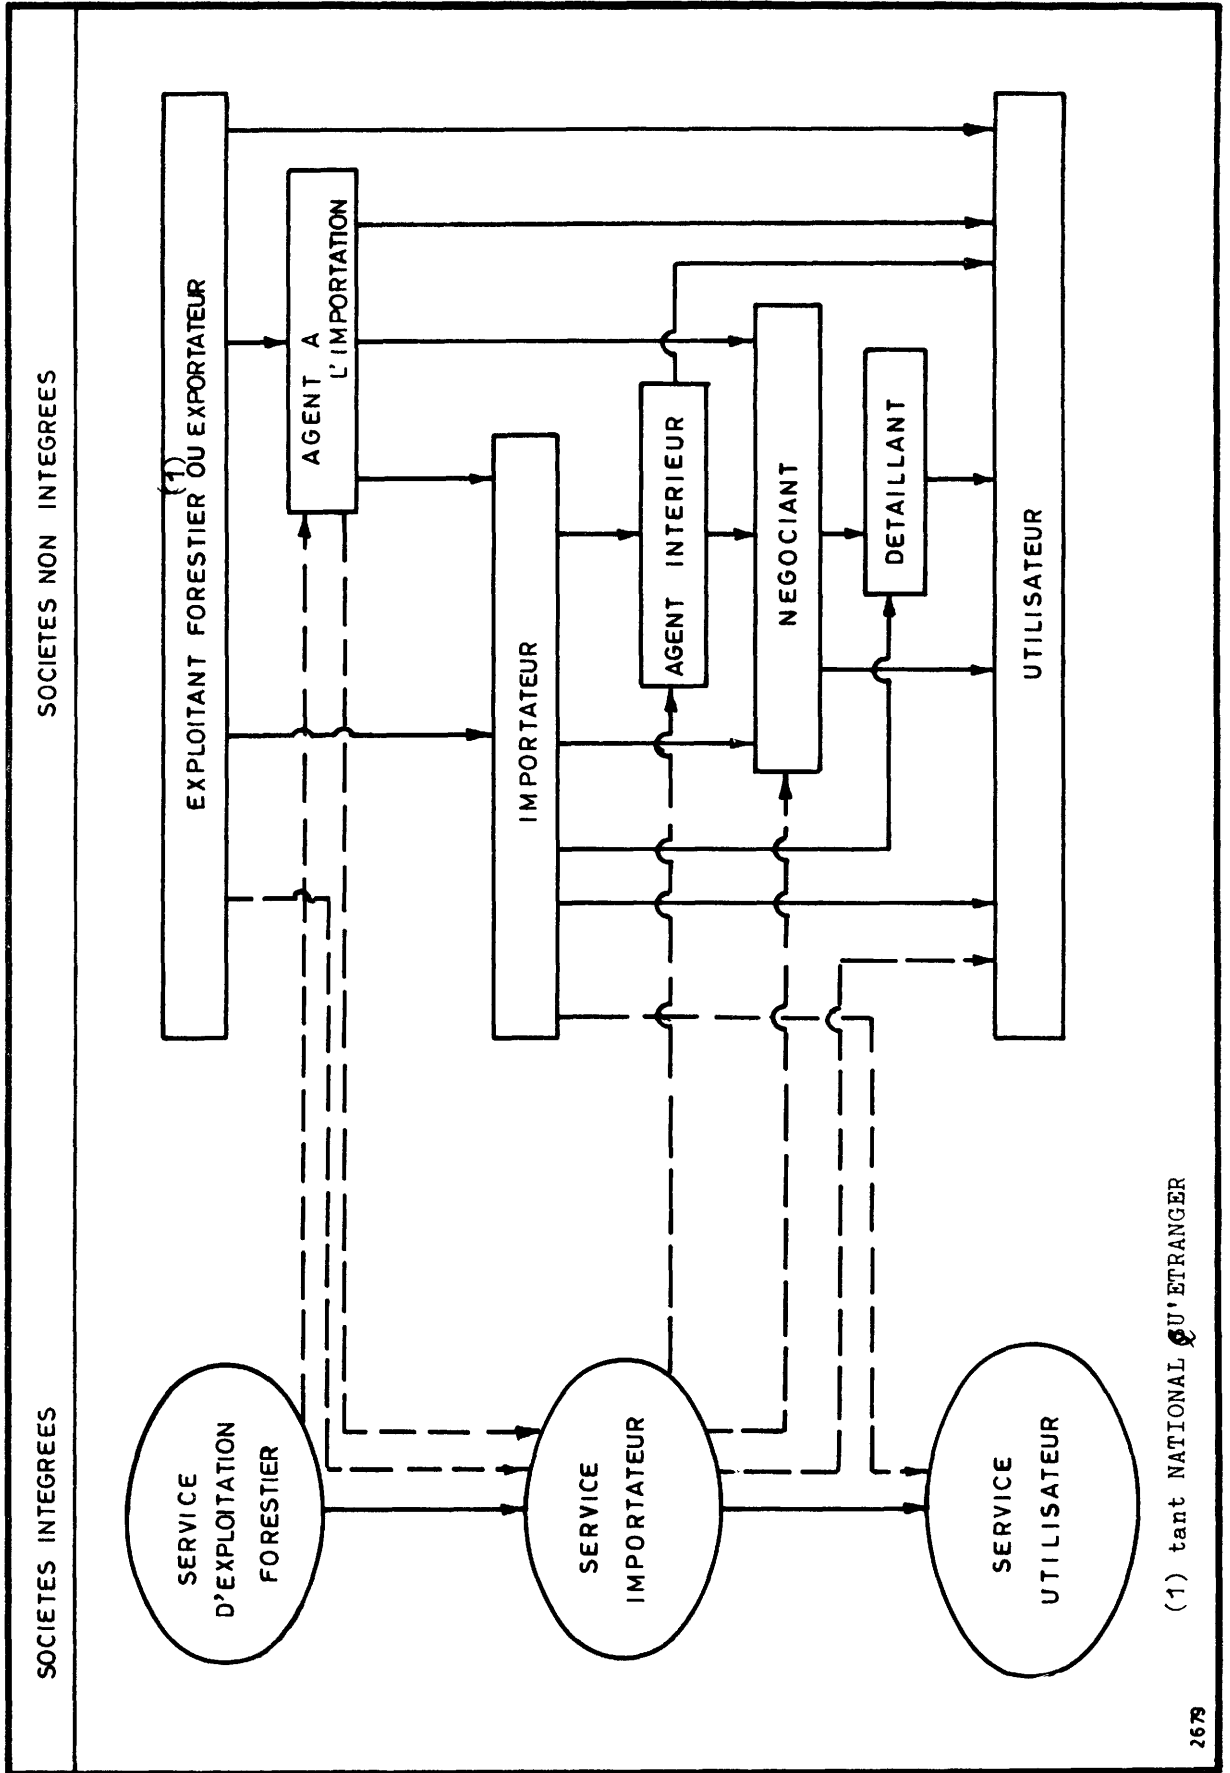 SOCIETES INTEGREES
SOCIETES NON INTEGREES
SERVICE
D'EXPLOITATION
FORESTIER
EXPLOITANT FORESTIER (1) OU EXPORTATEUR
AGENT A
L'IMPORTATION
SERVICE
IMPORTATEUR
IMPORTATEUR
AGENT INTERIEUR
NEGOCIANT
DETAILLANT
SERVICE
UTILISATEUR
UTILISATEUR
(1) tant NATIONAL QU'ETRANGER
2679